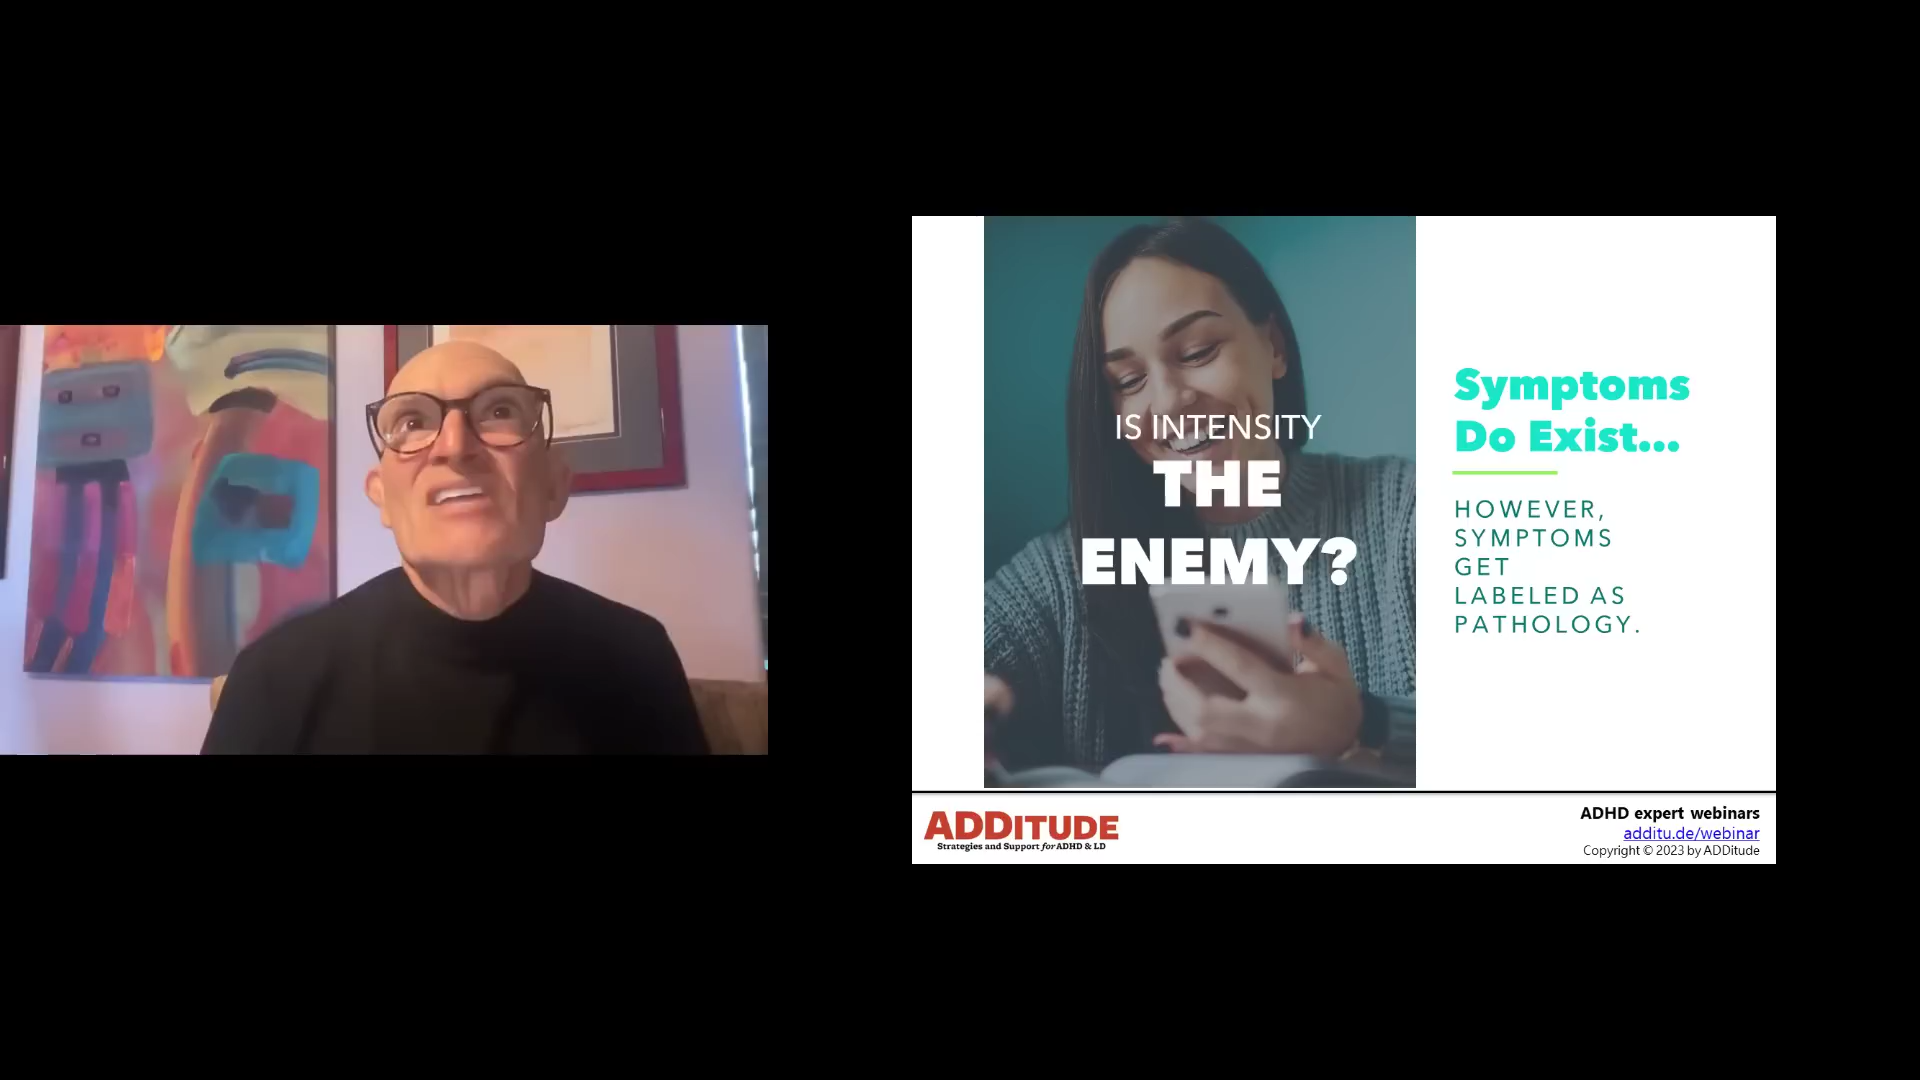 IS INTENSITY
THE
ENEMY?
Symptoms
Do Exist...
HOWEVER,
SYMPTOMS
GET
LABELED AS
PATHOLOGY.
ADDITUDE
Strategies and Support for ADHD & LD
ADHD expert webinars
additu.de/webinar
Copyright © 2023 by ADDitude